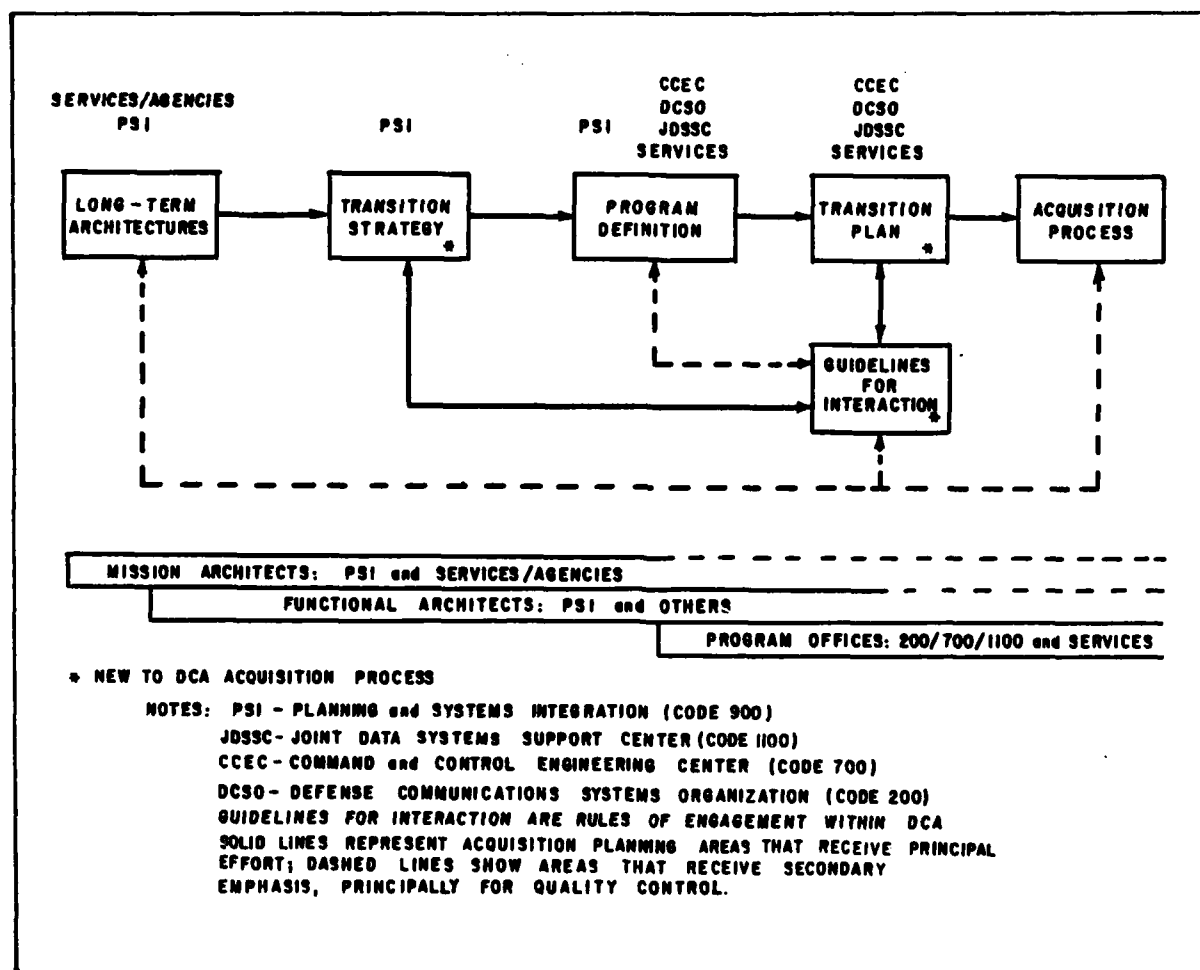 SERVICES/AGENCIES
PSI
PSI
PSI
CCEC
DCSO
JDSSC
SERVICES
CCEC
DCSO
JDSSC
SERVICES
LONG-TERM
ARCHITECTURES
TRANSITION
STRATEGY *
PROGRAM
DEFINITION
TRANSITION
PLAN *
ACQUISITION
PROCESS
GUIDELINES
FOR
INTERACTION *
MISSION ARCHITECTS: PSI and SERVICES/AGENCIES
FUNCTIONAL ARCHITECTS: PSI and OTHERS
PROGRAM OFFICES: 200/700/1100 and SERVICES
* NEW TO DCA ACQUISITION PROCESS
NOTES: PSI - PLANNING and SYSTEMS INTEGRATION (CODE 900)
JDSSC-JOINT DATA SYSTEMS SUPPORT CENTER (CODE 1100)
CCEC-COMMAND and CONTROL ENGINEERING CENTER (CODE 700)
DCSO-DEFENSE COMMUNICATIONS SYSTEMS ORGANIZATION (CODE 200)
GUIDELINES FOR INTERACTION ARE RULES OF ENGAGEMENT WITHIN DCA
SOLID LINES REPRESENT ACQUISITION PLANNING AREAS THAT RECEIVE PRINCIPAL
EFFORT; DASHED LINES SHOW AREAS THAT RECEIVE SECONDARY
EMPHASIS, PRINCIPALLY FOR QUALITY CONTROL.